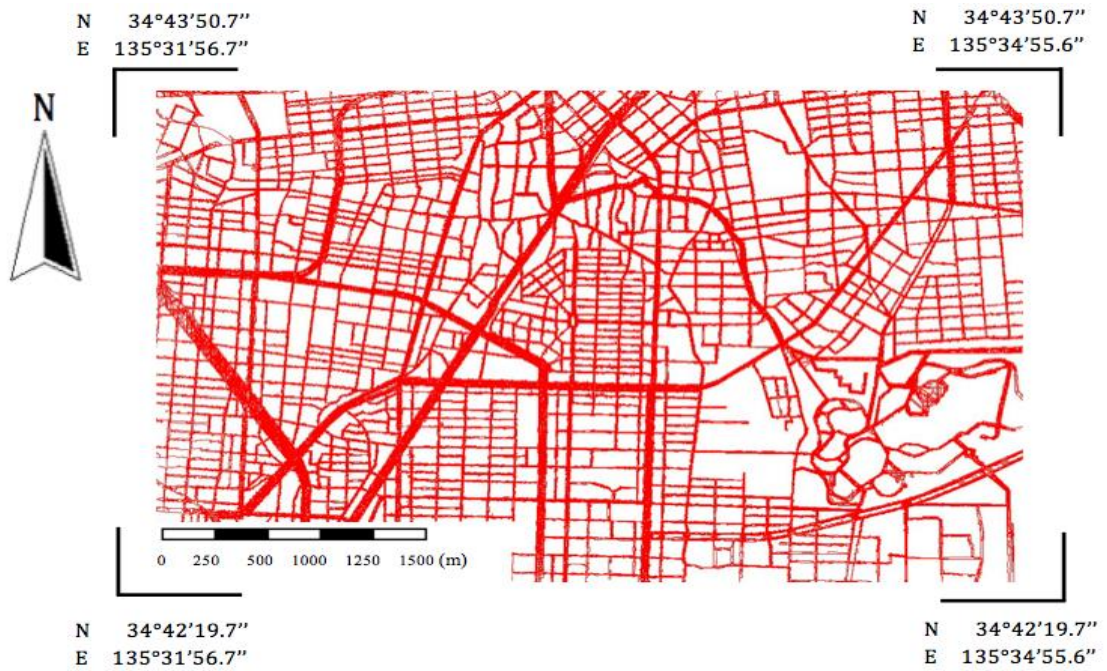 N 34°43’50.7’’
E 135°31’56.7’’
N 34°43’50.7’’
E 135°34’55.6’’
N
0 250 500 1000 1250 1500 (m)
N 34°42’19.7’’
E 135°31’56.7’’
N 34°42’19.7’’
E 135°34’55.6’’